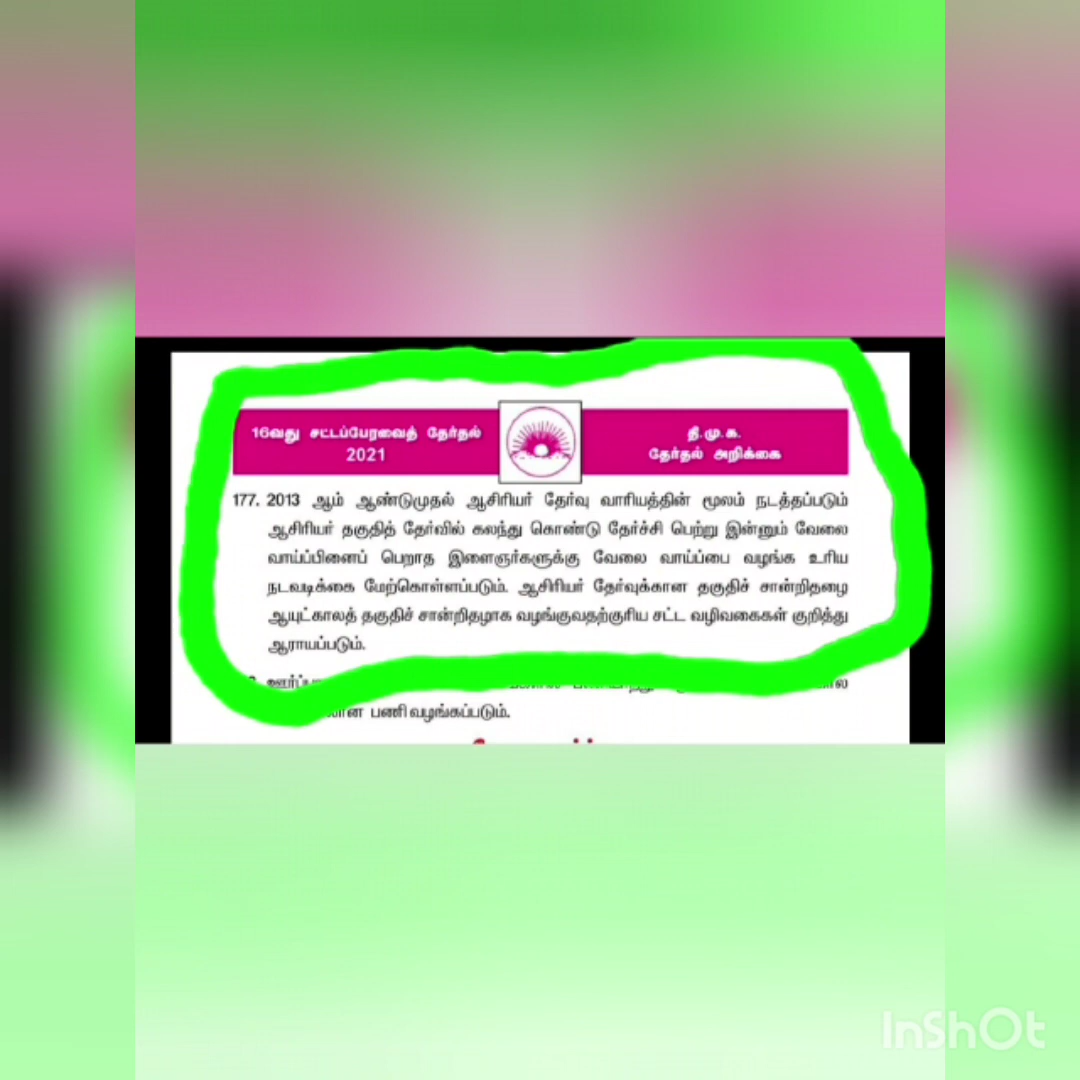 16வது சட்டப்பேரவைத் தேர்தல்
2021
தி.மு.க.
தேர்தல் அறிக்கை
177. 2013 ஆம் ஆண்டுமுதல் ஆசிரியர் தேர்வு வாரியத்தின் மூலம் நடத்தப்படும்
ஆசிரியர் தகுதித் தேர்வில் கலந்து கொண்டு தேர்ச்சி பெற்று இன்னும் வேலை
வாய்ப்பினைப் பெறாத இளைஞர்களுக்கு வேலை வாய்ப்பை வழங்க உரிய
நடவடிக்கை மேற்கொள்ளப்படும். ஆசிரியர் தேர்வுக்கான தகுதிச் சான்றிதழை
ஆயுட்காலத் தகுதிச் சான்றிதழாக வழங்குவதற்குரிய சட்ட வழிவகைகள் குறித்து
ஆராயப்படும்.
பணி வழங்கப்படும்.
InShOt